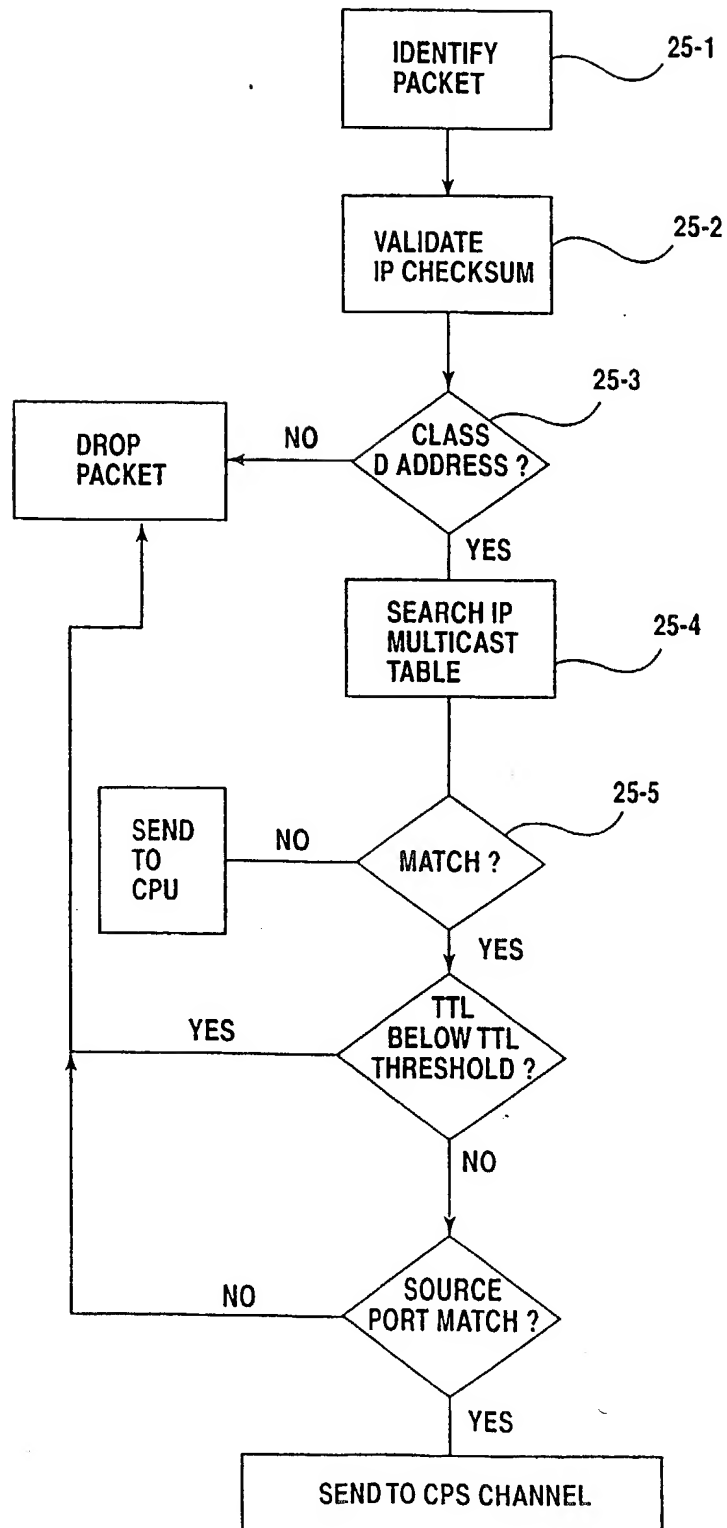 IDENTIFY
PACKET
25-1
VALIDATE
IP CHECKSUM
25-2
CLASS
D ADDRESS ?
25-3
NO
DROP
PACKET
YES
SEARCH IP
MULTICAST
TABLE
25-4
MATCH ?
25-5
NO
SEND
TO
CPU
YES
TTL
BELOW TTL
THRESHOLD ?
YES
NO
SOURCE
PORT MATCH ?
NO
YES
SEND TO CPS CHANNEL